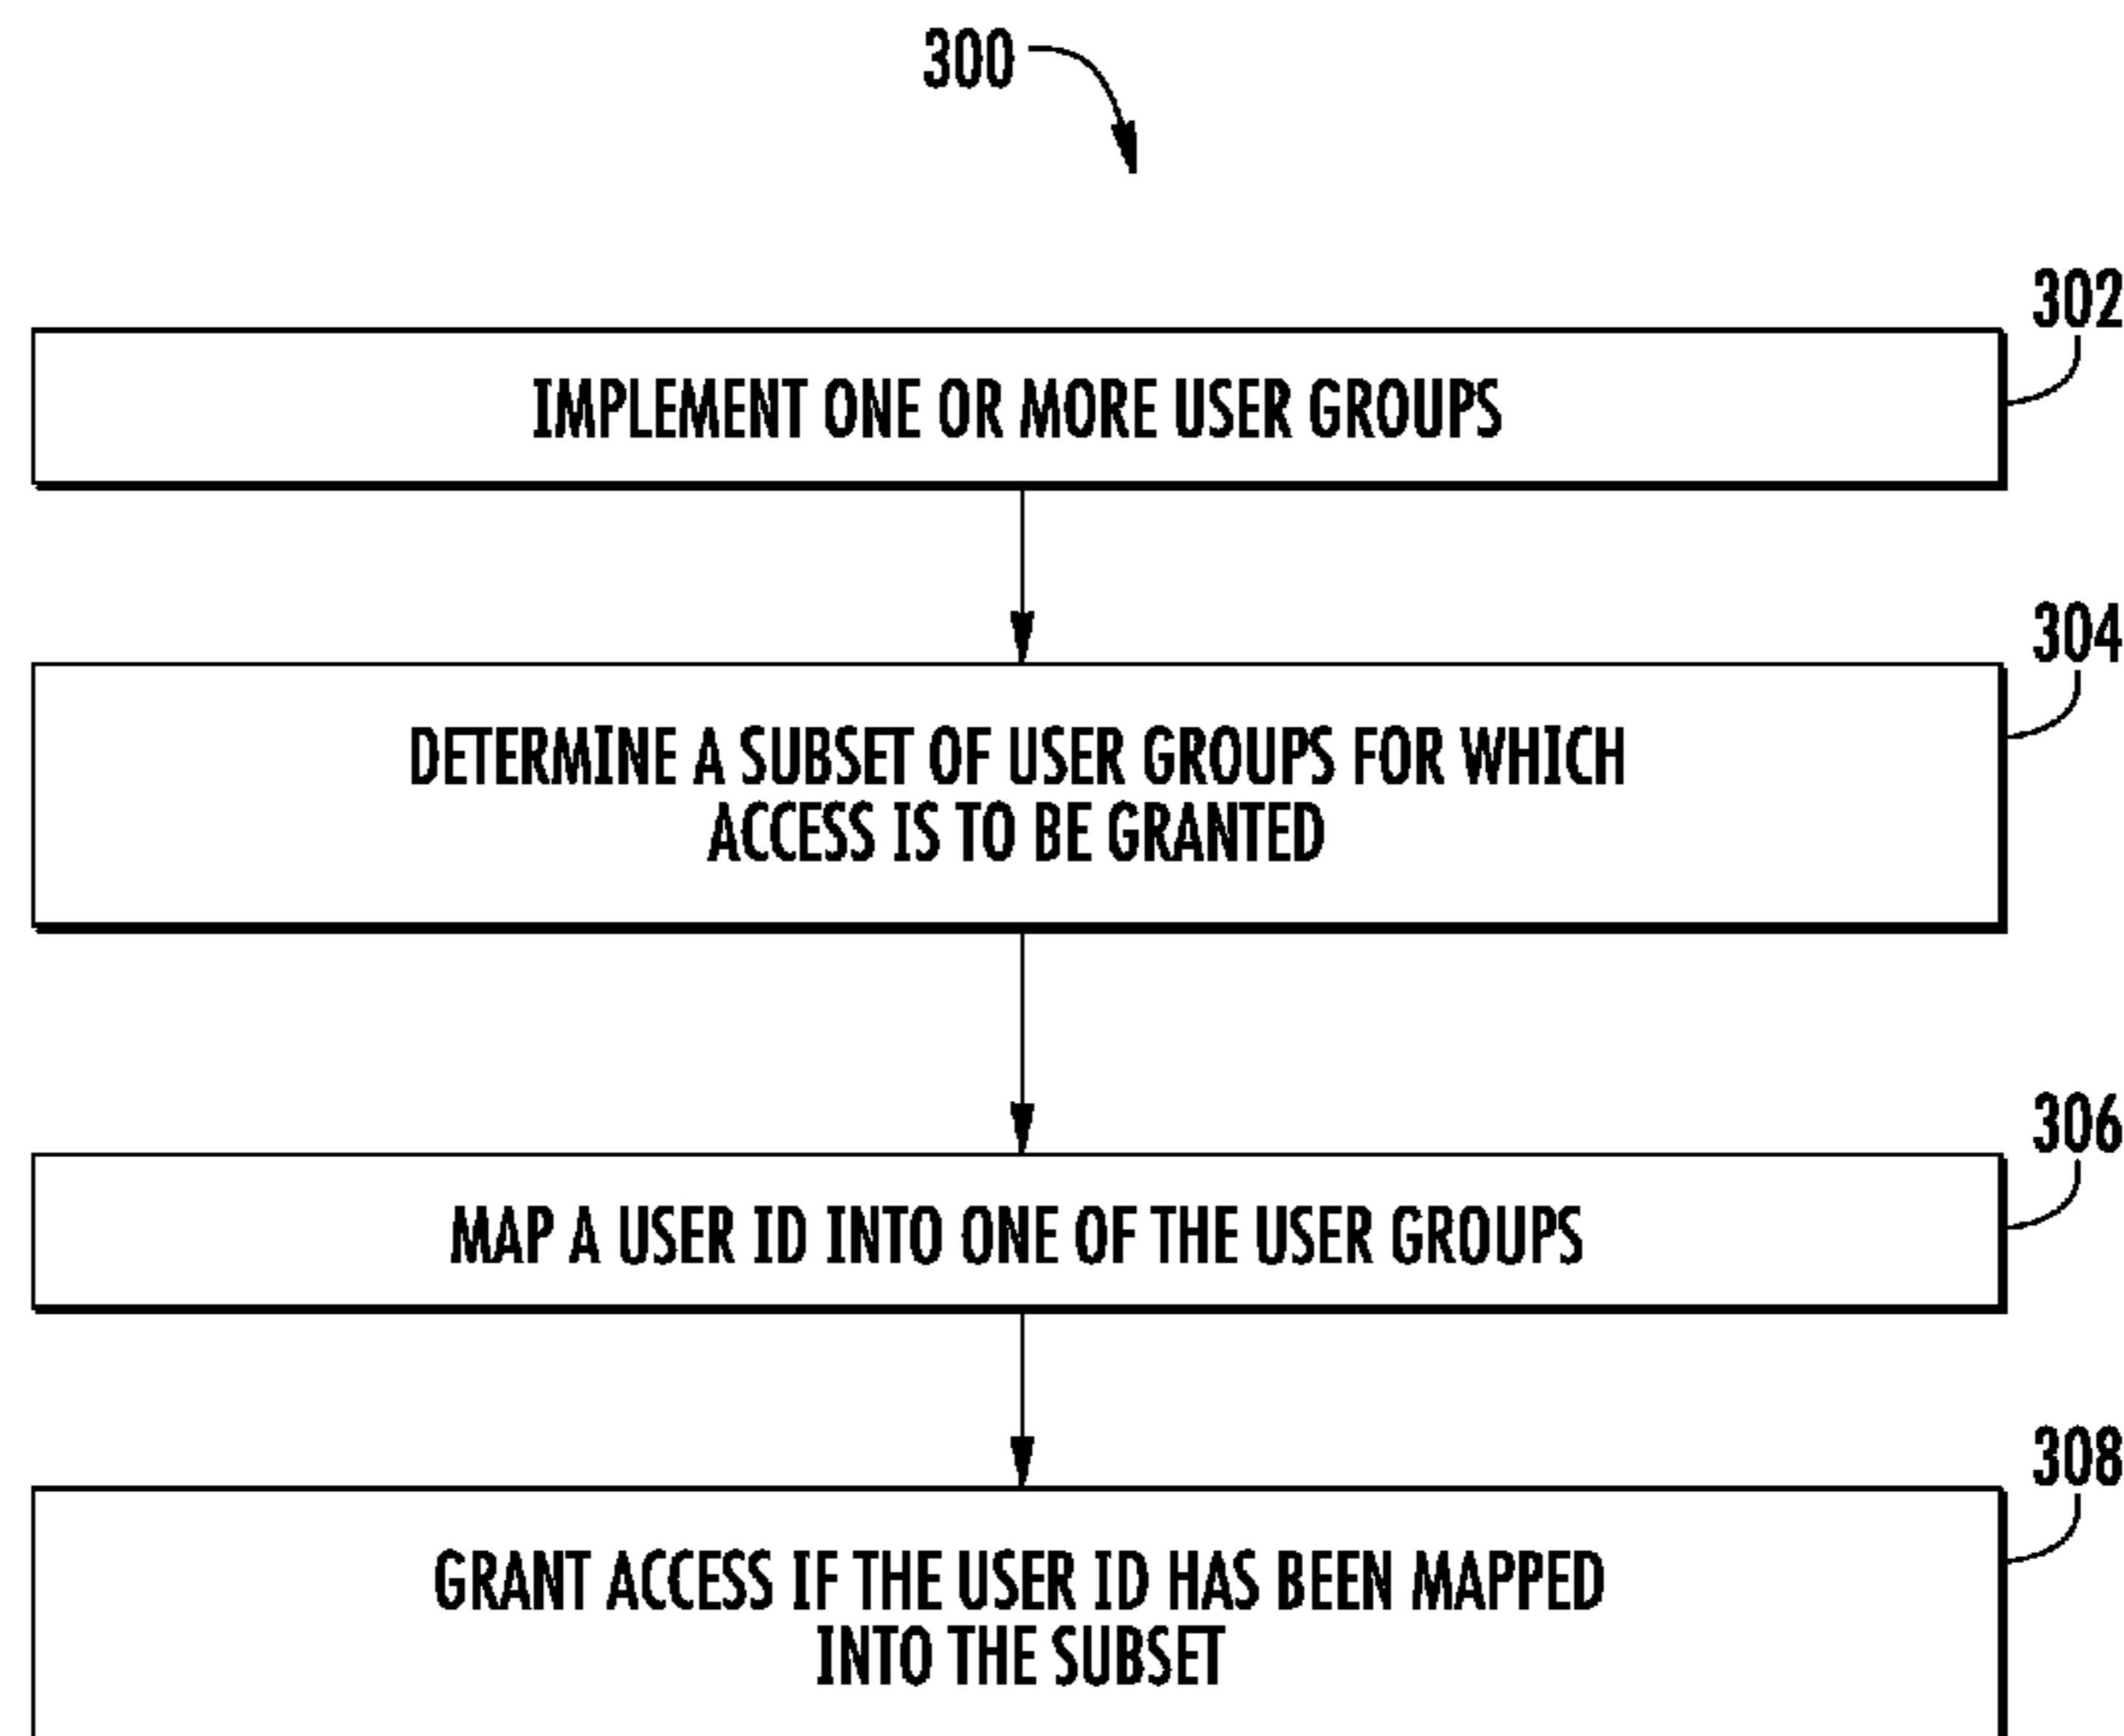 300
302
IMPLEMENT ONE OR MORE USER GROUPS
304
DETERMINE A SUBSET OF USER GROUPS FOR WHICH
ACCESS IS TO BE GRANTED
306
MAP A USER ID INTO ONE OF THE USER GROUPS
308
GRANT ACCESS IF THE USER ID HAS BEEN MAPPED
INTO THE SUBSET